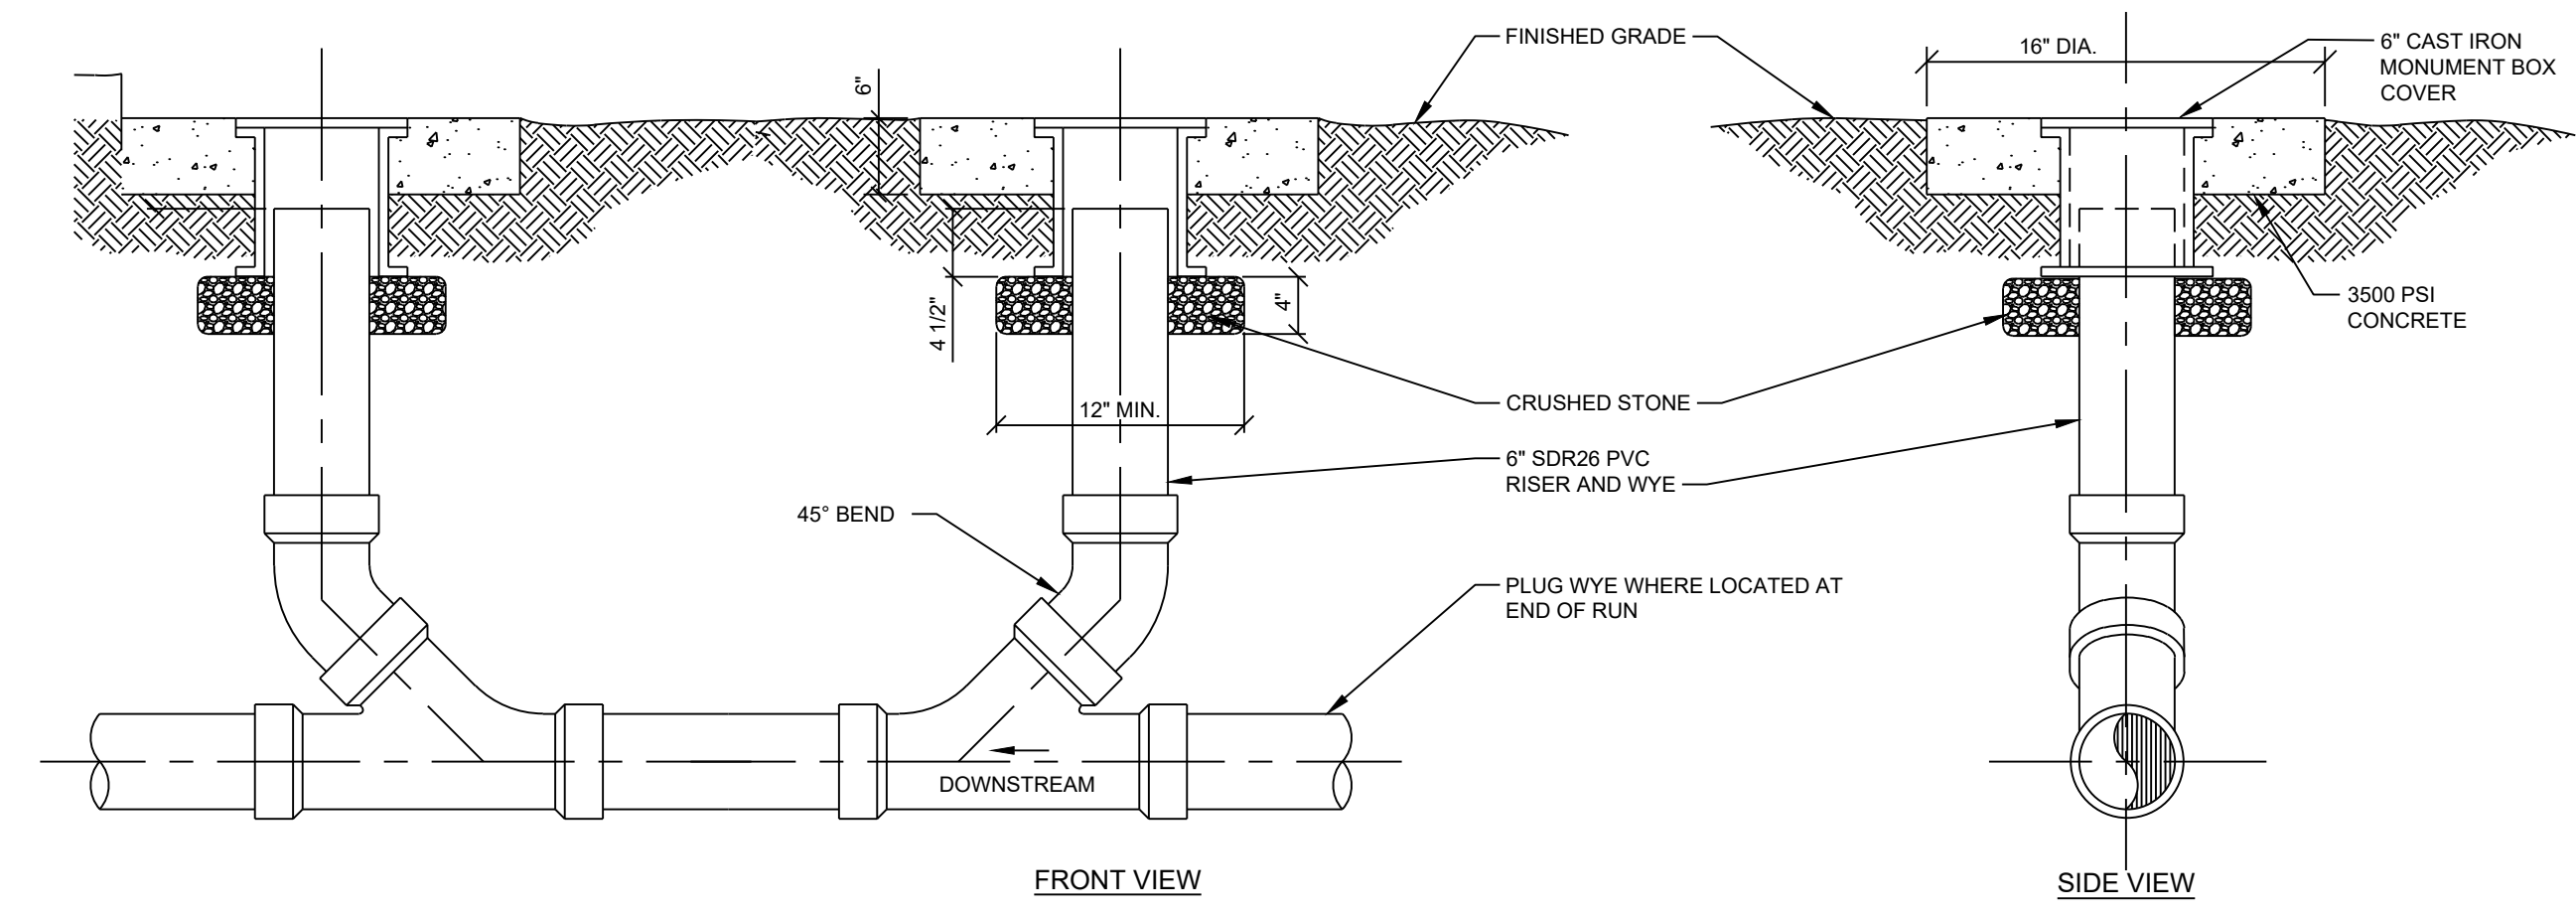 FINISHED GRADE
16" DIA.
6" CAST IRON
MONUMENT BOX
COVER
6"
4 1/2"
4"
12" MIN.
3500 PSI
CONCRETE
CRUSHED STONE
6" SDR26 PVC
RISER AND WYE
45° BEND
PLUG WYE WHERE LOCATED AT
END OF RUN
DOWNSTREAM
FRONT VIEW
SIDE VIEW